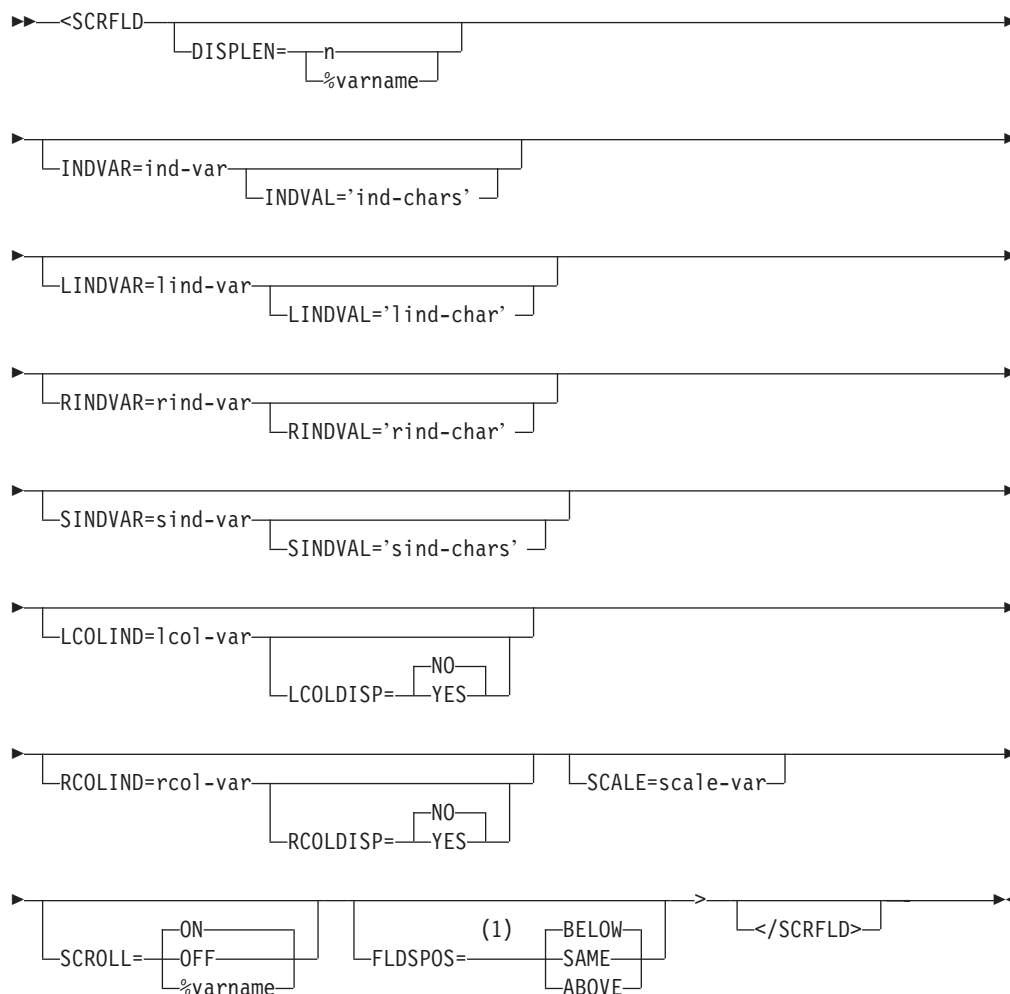 <SCRFLD
DISPLEN= n
%varname
INDVAR=ind-var
INDVAL='ind-chars'
LINDVAR=lind-var
LINDVAL='lind-char'
RINDVAR=rind-var
RINDVAL='rind-char'
SINDVAR=sind-var
SINDVAL='sind-chars'
LCOLIND=lcol-var
NO
LCOLDISP= YES
RCOLIND=rcol-var SCALE=scale-var
NO
RCOLDISP= YES
>
ON (1) BELOW </SCRFLD>
SCROLL= OFF FLDSPOS= SAME
%varname ABOVE